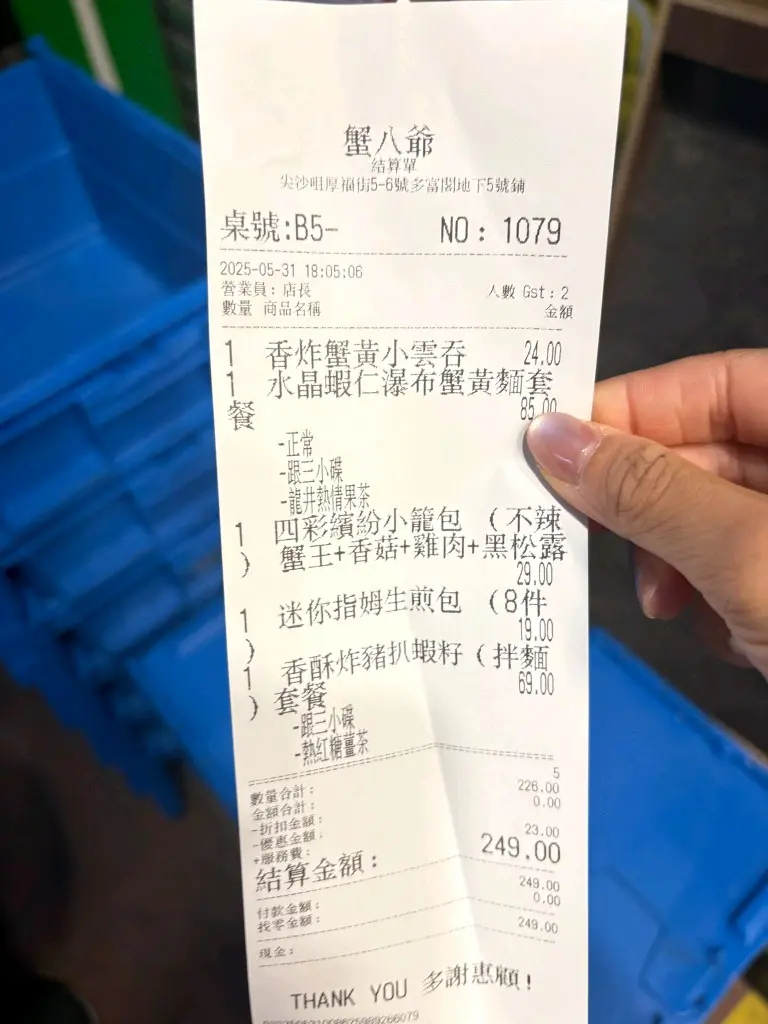 蟹八爺
結算單
尖沙咀厚福街5-6號多富閣地下5號鋪
桌號:B5-
NO: 1079
2025-05-31 18:05:06
營業員: 店長
人數 Gst: 2
數量 商品名稱
金額
1 香炸蟹黃小雲吞 24.00
1 水晶蝦仁瀑布蟹黃麵套
餐 85.00
-正常
-跟三小碟
-龍井熱情果茶
1 四彩繽紛小籠包 (不辣
蟹王+香菇+雞肉+黑松露
) 29.00
1 迷你指姆生煎包 (8件
) 19.00
1 香酥炸豬扒蝦籽 (拌麵
) 套餐 69.00
-跟三小碟
-熱紅糖薑茶
數量合計: 5
金額合計: 226.00
-折扣金額: 0.00
-優惠金額:
+服務費: 23.00
結算金額: 249.00
付款金額: 249.00
找零金額: 0.00
現金: 249.00
THANK YOU 多謝惠顧!